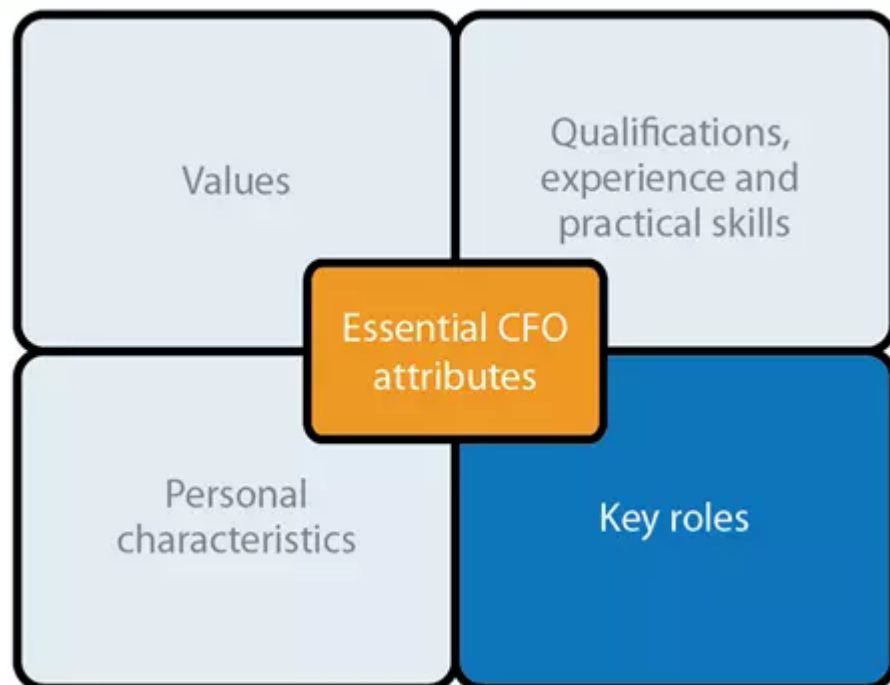 Values
Qualifications,
experience and
practical skills
Essential CFO
attributes
Personal
characteristics
Key roles